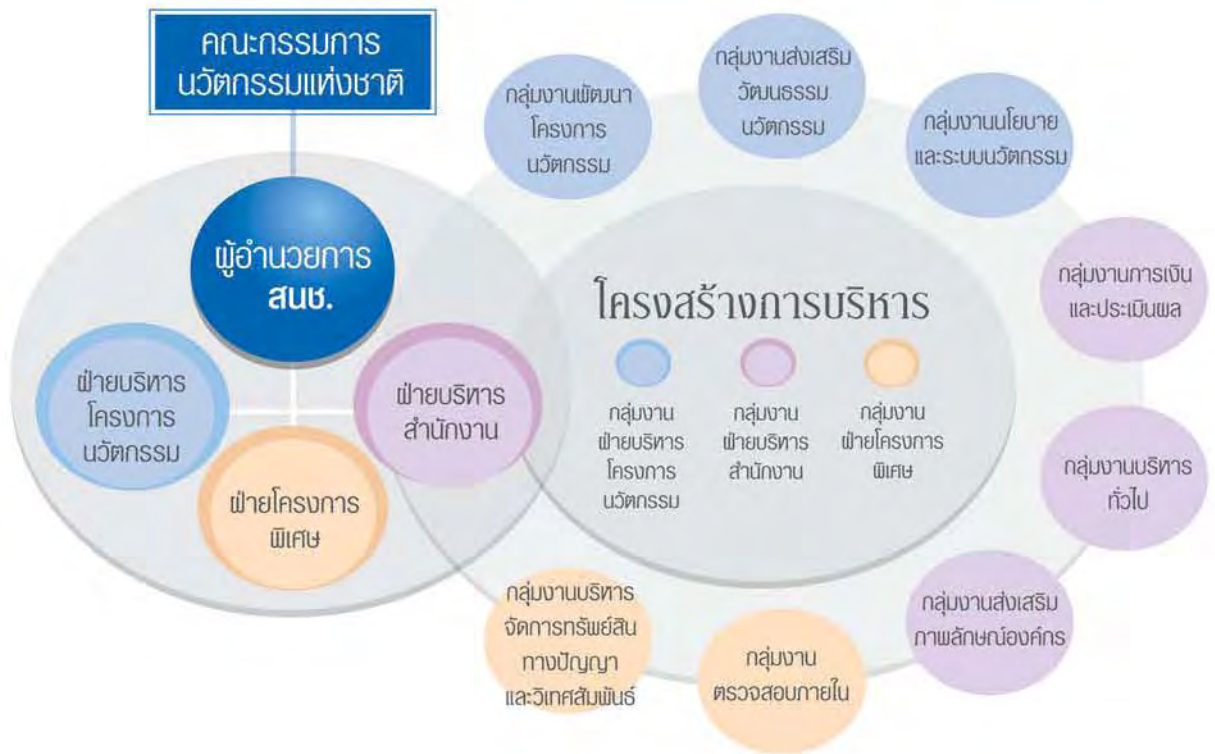 คณะกรรมการ
นวัตกรรมแห่งชาติ
ผู้อำนวยการ
สนช.
ฝ่ายบริหาร
โครงการ
นวัตกรรม
ฝ่ายโครงการ
พิเศษ
ฝ่ายบริหาร
สำนักงาน
โครงสร้างการบริหาร
กลุ่มงาน
ฝ่ายบริหาร
โครงการ
นวัตกรรม
กลุ่มงาน
ฝ่ายบริหาร
สำนักงาน
กลุ่มงาน
ฝ่ายโครงการ
พิเศษ
กลุ่มงานพัฒนา
โครงการ
นวัตกรรม
กลุ่มงานส่งเสริม
วัฒนธรรม
นวัตกรรม
กลุ่มงานนโยบาย
และระบบนวัตกรรม
กลุ่มงานการเงิน
และประเมินผล
กลุ่มงานบริหาร
ทั่วไป
กลุ่มงานส่งเสริม
ภาพลักษณ์องค์กร
กลุ่มงาน
ตรวจสอบภายใน
กลุ่มงานบริหาร
จัดการทรัพย์สิน
ทางปัญญา
และวิเทศสัมพันธ์